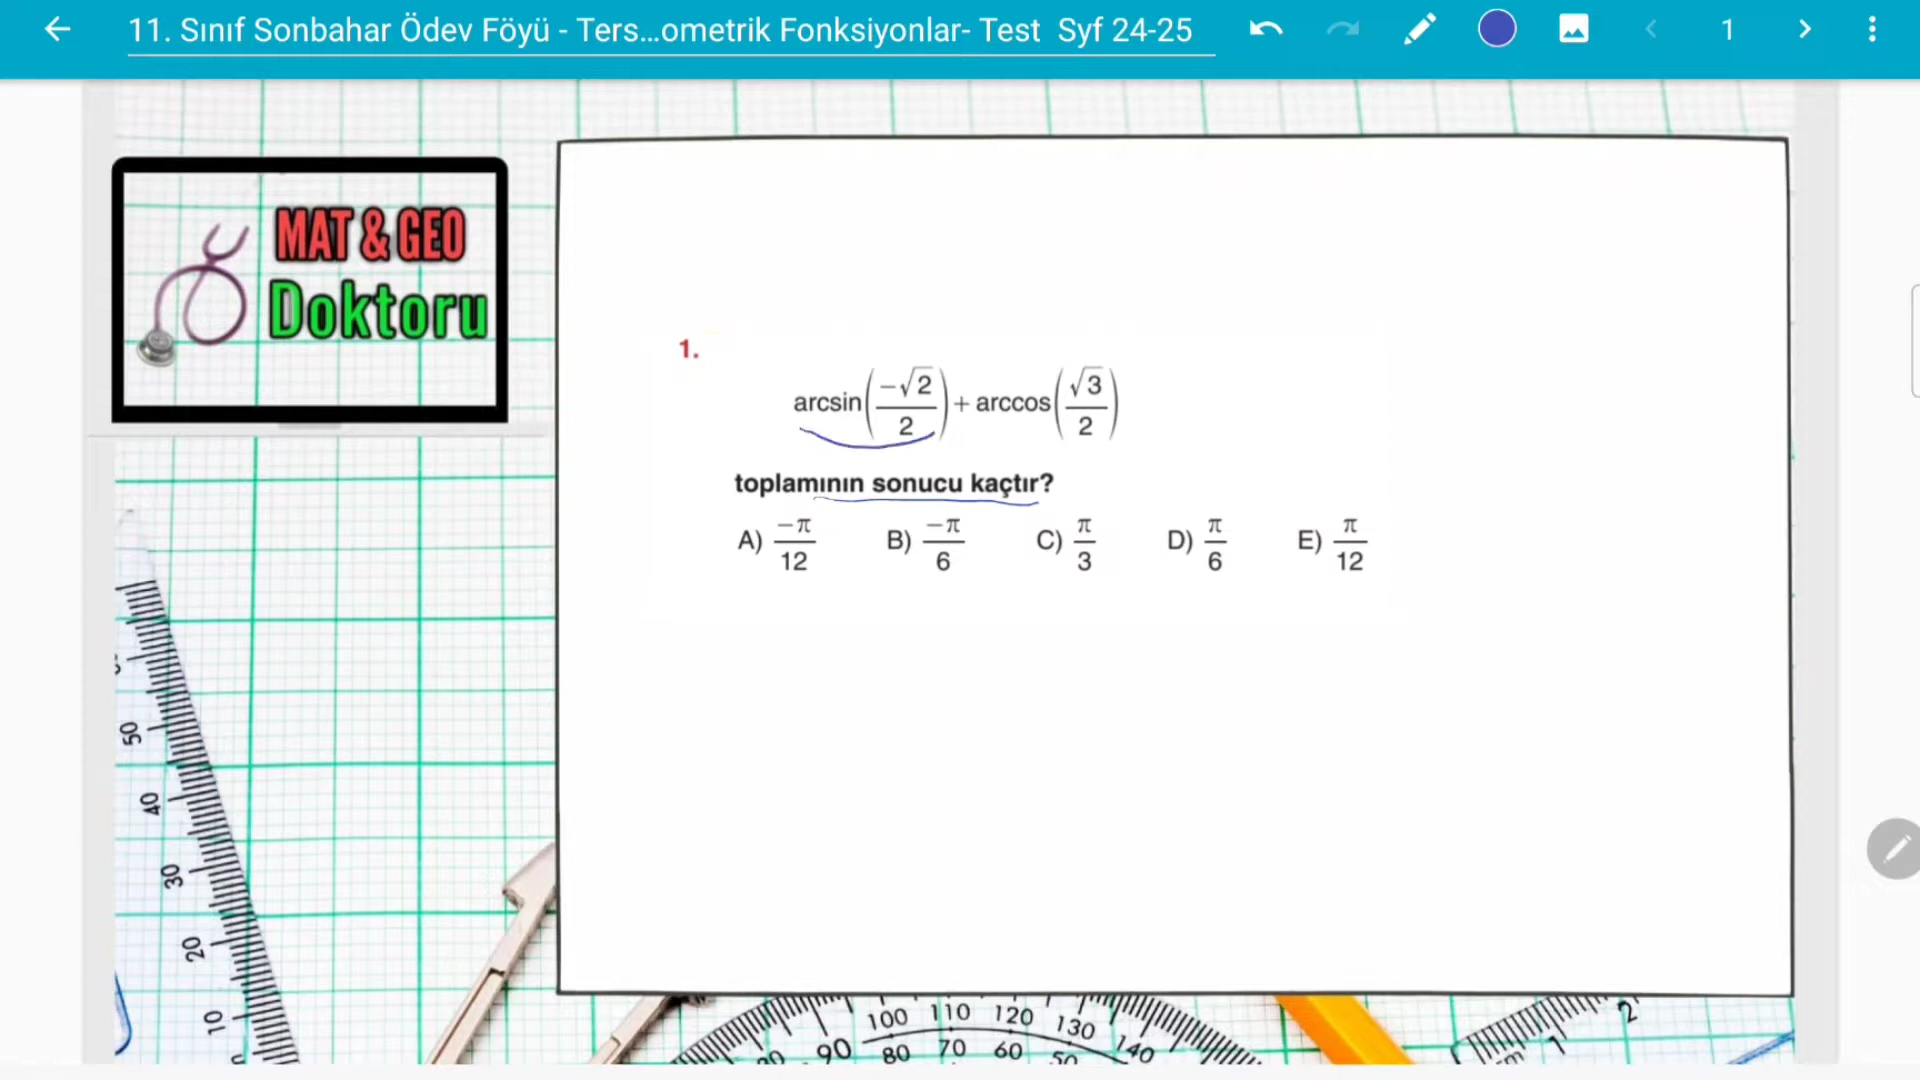 11. Sınıf Sonbahar Ödev Föyü - Ters...ometrik Fonksiyonlar- Test Syf 24-25
1
MAT & GEO
Doktoru
1.
arcsin(-√2/2) + arccos(√3/2)
toplamının sonucu kaçtır?
A) -π/12 B) -π/6 C) π/3 D) π/6 E) π/12
50
40
30
20
10
90 100 110 120 130 140
80 70 60 50
1 2